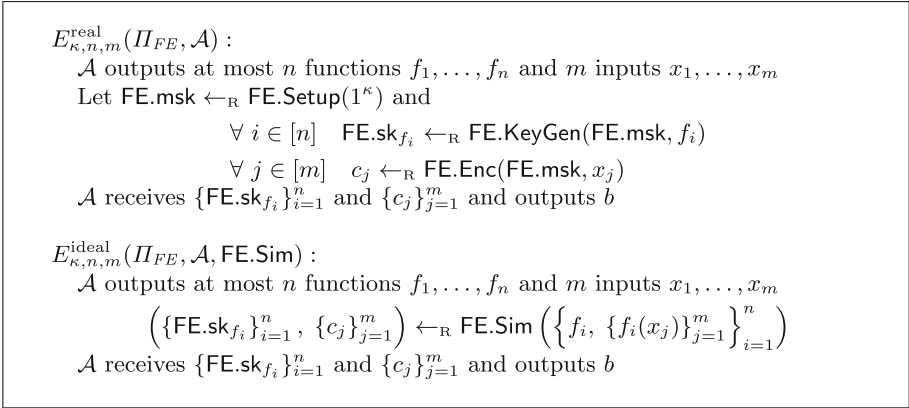 E^{real}_{κ,n,m}(Π_{FE}, 𝒜) :
𝒜 outputs at most n functions f_1, . . . , f_n and m inputs x_1, . . . , x_m
Let FE.msk ←_R FE.Setup(1^κ) and
∀ i ∈ [n] FE.sk_{f_i} ←_R FE.KeyGen(FE.msk, f_i)
∀ j ∈ [m] c_j ←_R FE.Enc(FE.msk, x_j)
𝒜 receives {FE.sk_{f_i}}^n_{i=1} and {c_j}^m_{j=1} and outputs b
E^{ideal}_{κ,n,m}(Π_{FE}, 𝒜, FE.Sim) :
𝒜 outputs at most n functions f_1, . . . , f_n and m inputs x_1, . . . , x_m
({FE.sk_{f_i}}^n_{i=1} , {c_j}^m_{j=1}) ←_R FE.Sim ({f_i, {f_i(x_j)}^m_{j=1}}^n_{i=1})
𝒜 receives {FE.sk_{f_i}}^n_{i=1} and {c_j}^m_{j=1} and outputs b